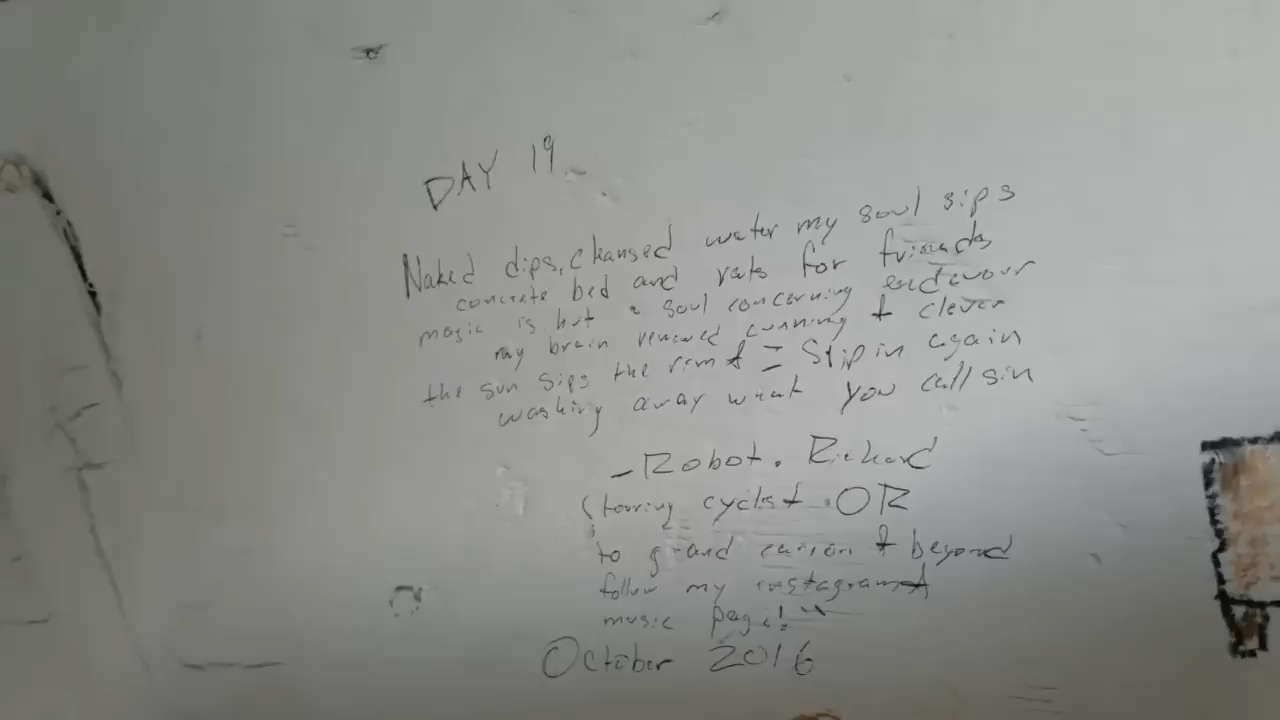 DAY 19.
Naked dips, cleansed water my soul sips
concrete bed and rats for friends
magic is but a soul concerning endavour
my brain renewed cunning & clever
the sun sips the rim & I slip in again
washing away what you call sin
- Robot. Richard
(touring cyclist OR
to grand canion & beyond
follow my instagram &
music page!"
October 2016